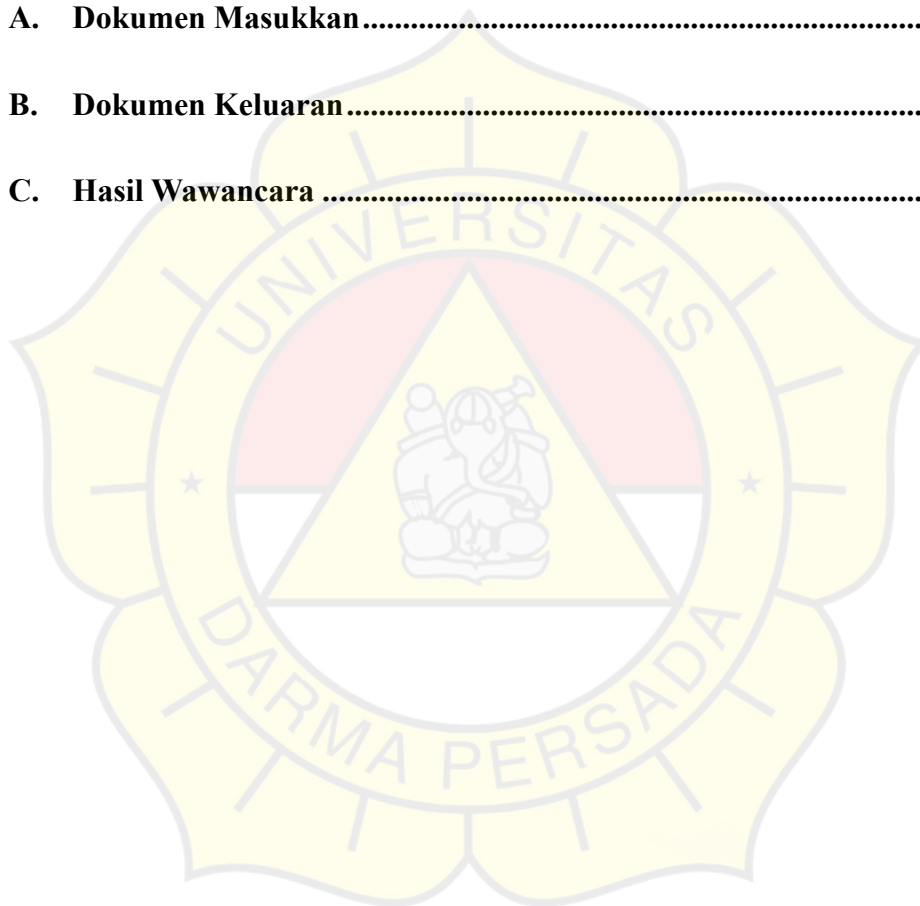 A. Dokumen Masukkan........................................................................
B. Dokumen Keluaran..........................................................................
C. Hasil Wawancara ............................................................................
UNIVERSITAS
DARMA PERSADA